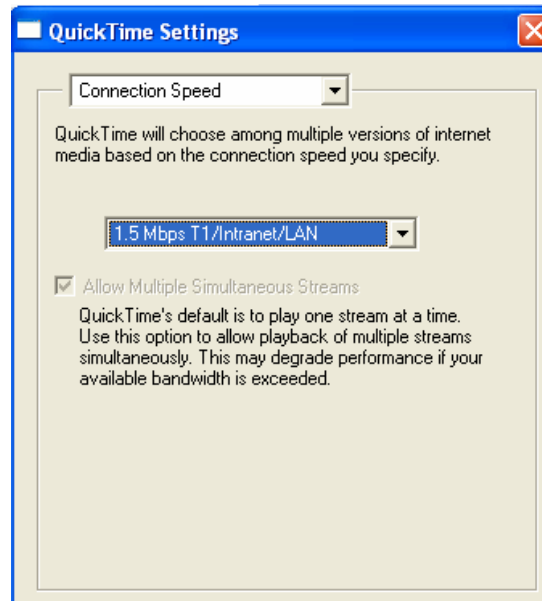 QuickTime Settings
Connection Speed
QuickTime will choose among multiple versions of internet
media based on the connection speed you specify.
1.5 Mbps T1/Intranet/LAN
Allow Multiple Simultaneous Streams
QuickTime's default is to play one stream at a time.
Use this option to allow playback of multiple streams
simultaneously. This may degrade performance if your
available bandwidth is exceeded.